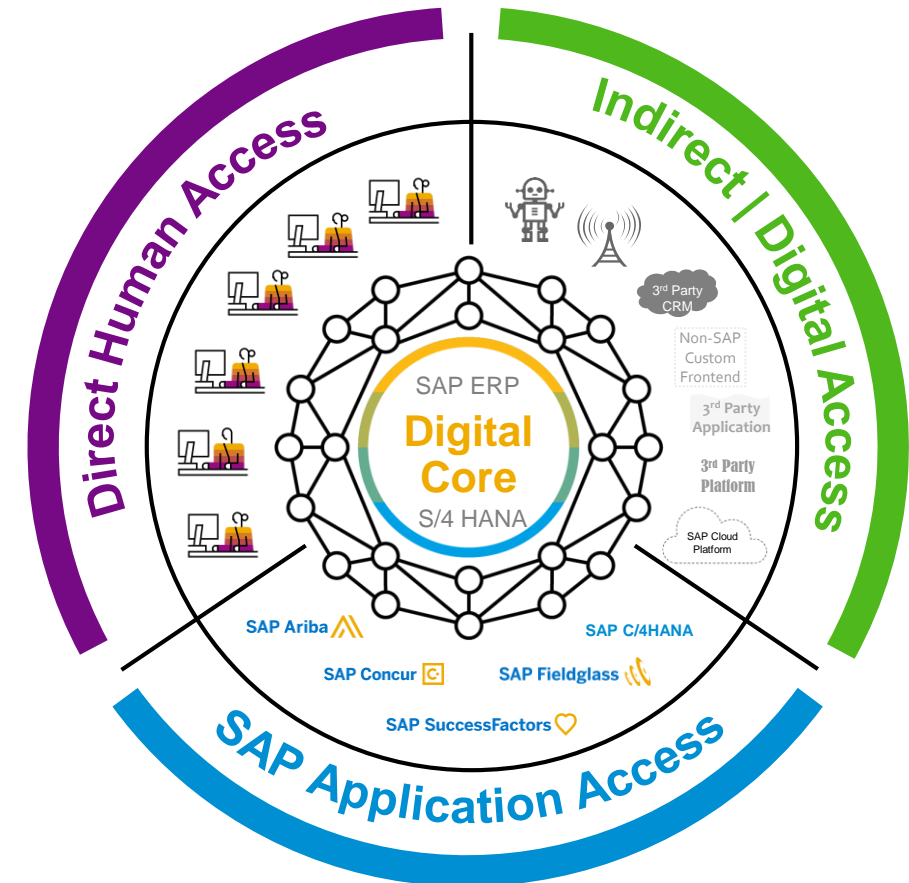 Direct Human Access
Indirect | Digital Access
3rd Party
CRM
Non-SAP
Custom
Frontend
3rd Party
Application
3rd Party
Platform
SAP Cloud
Platform
SAP ERP
Digital
Core
S/4 HANA
SAP Ariba
SAP C/4HANA
SAP Concur
SAP Fieldglass
SAP SuccessFactors
SAP Application Access